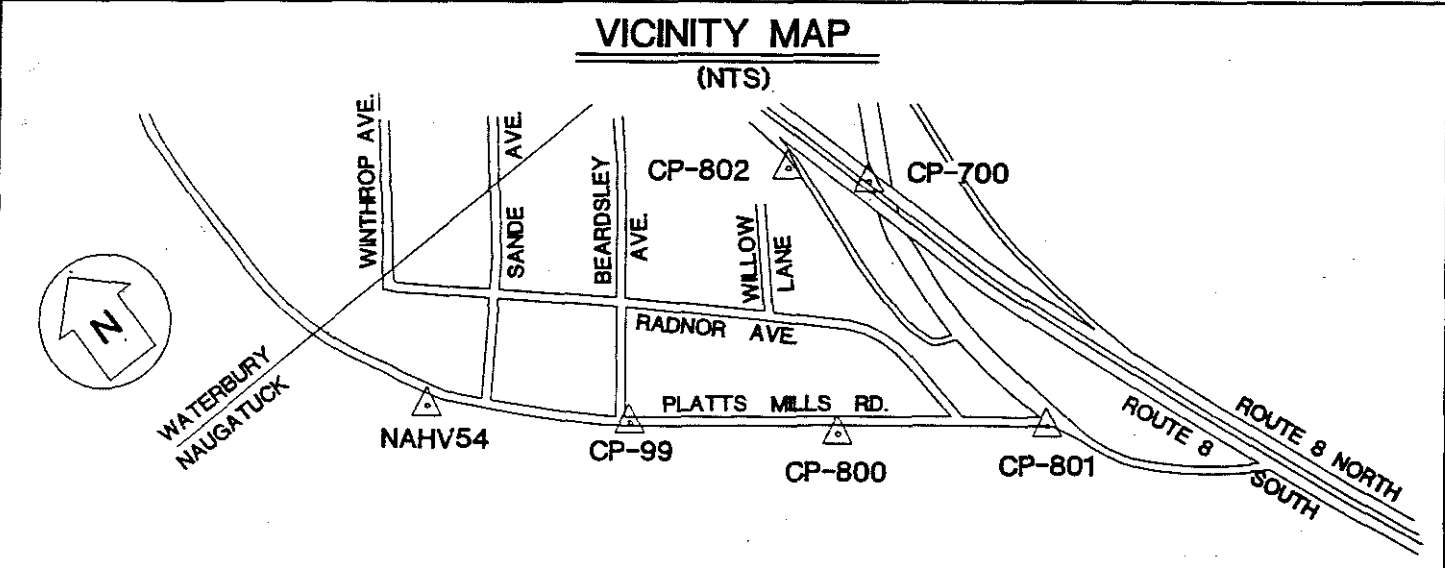 VICINITY MAP
(NTS)
WINTHROP AVE.
SANDE AVE.
BEARDSLEY
AVE.
CP-802
CP-700
WILLOW
LANE
N
RADNOR AVE.
WATERBURY
NAUGATUCK
NAHV54
CP-99
PLATTS MILLS RD.
CP-800
CP-801
ROUTE 8
SOUTH
ROUTE 8 NORTH